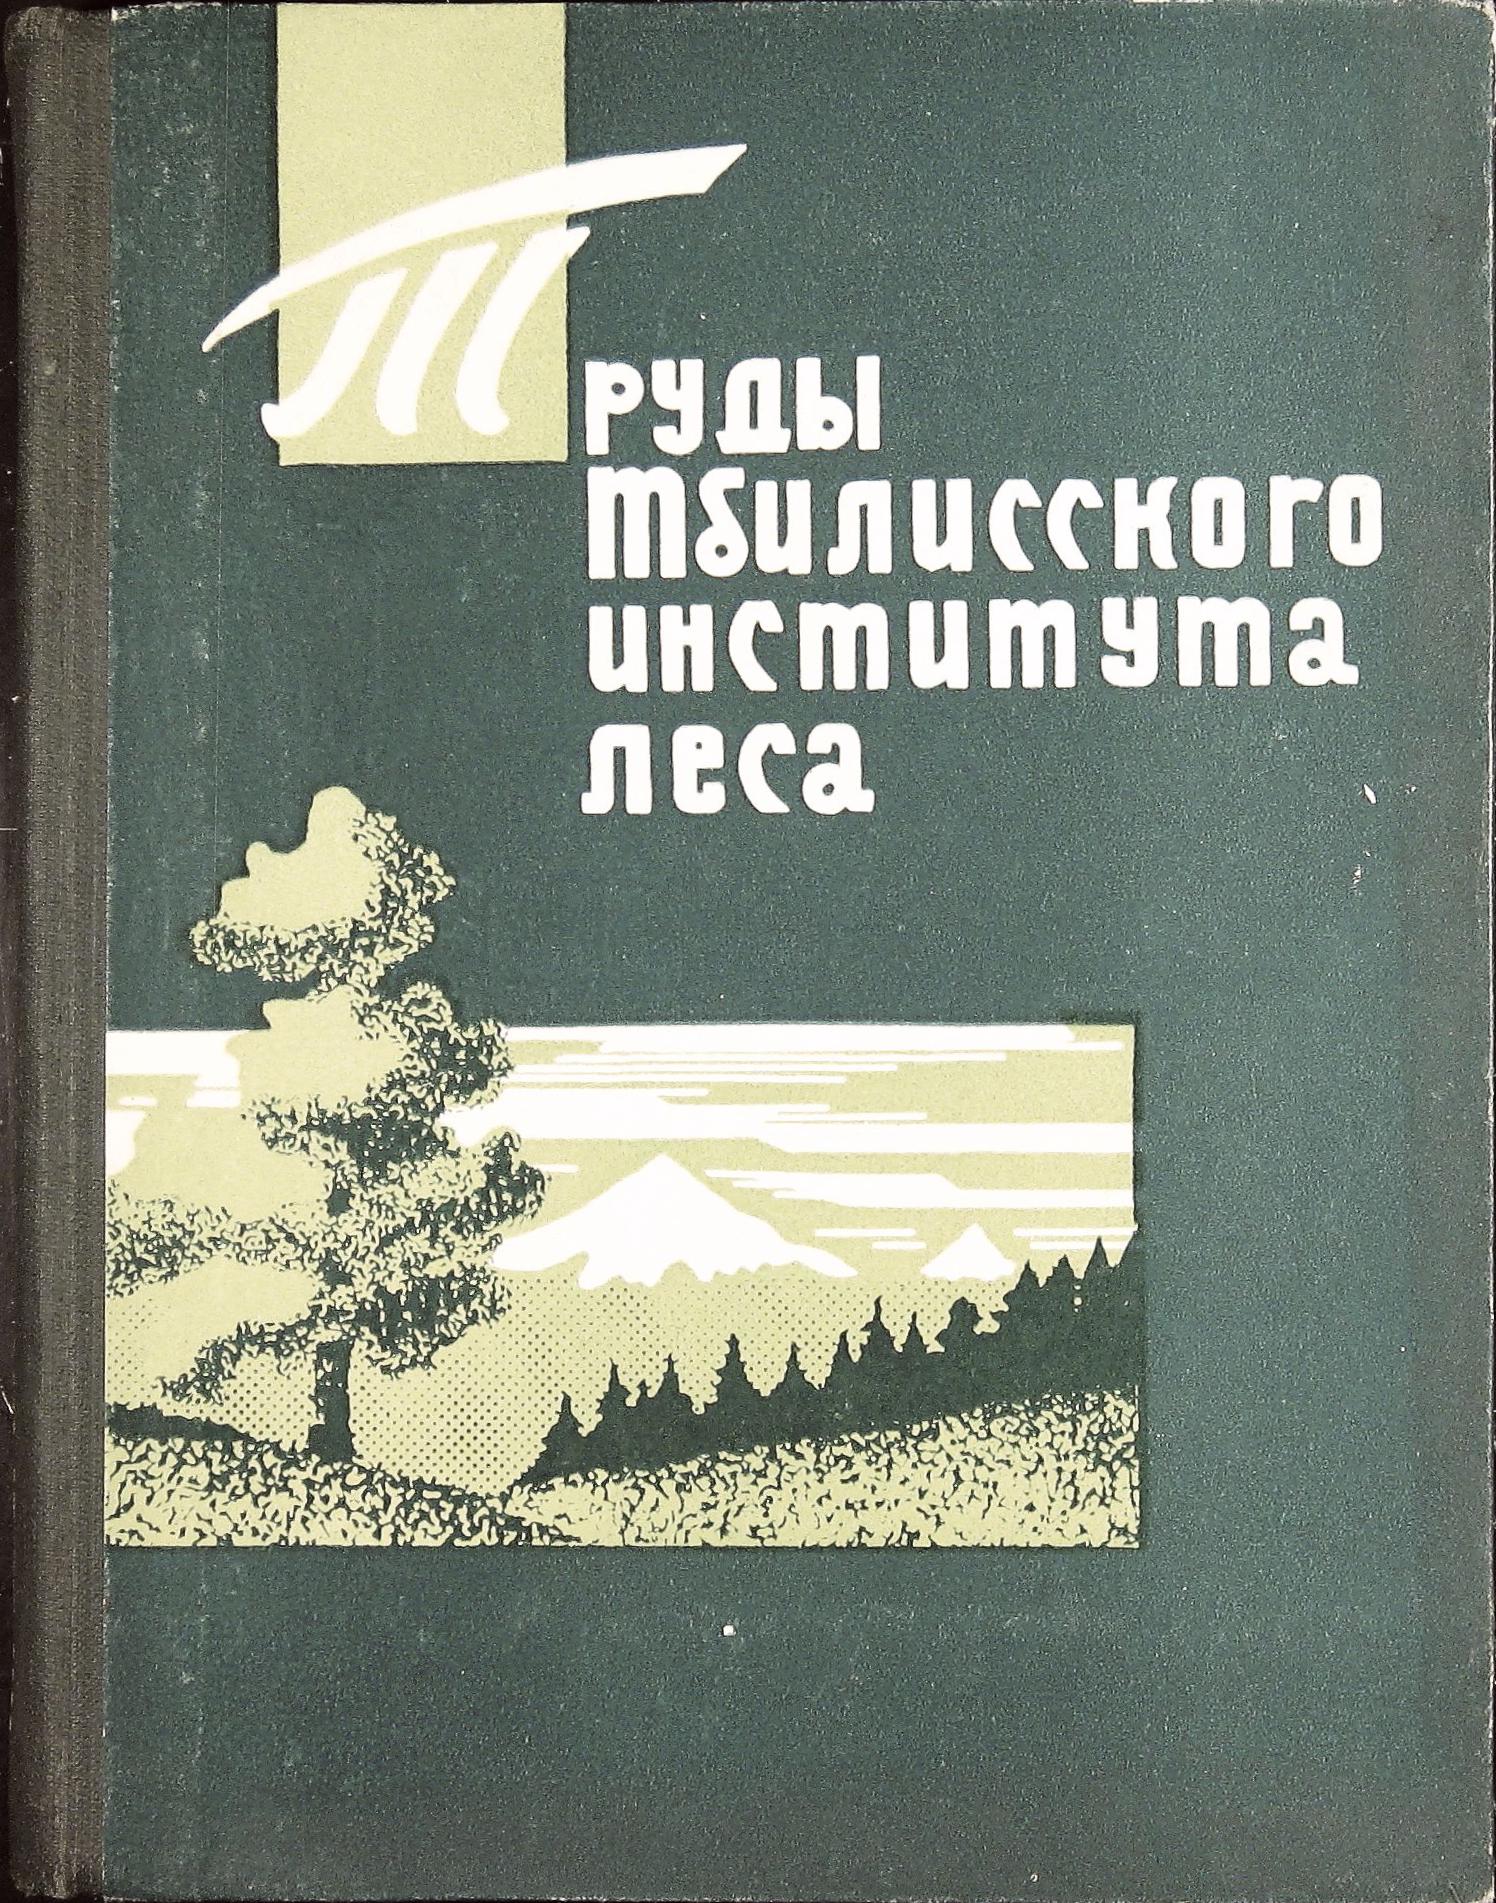 Труды
Тбилисского
института
леса